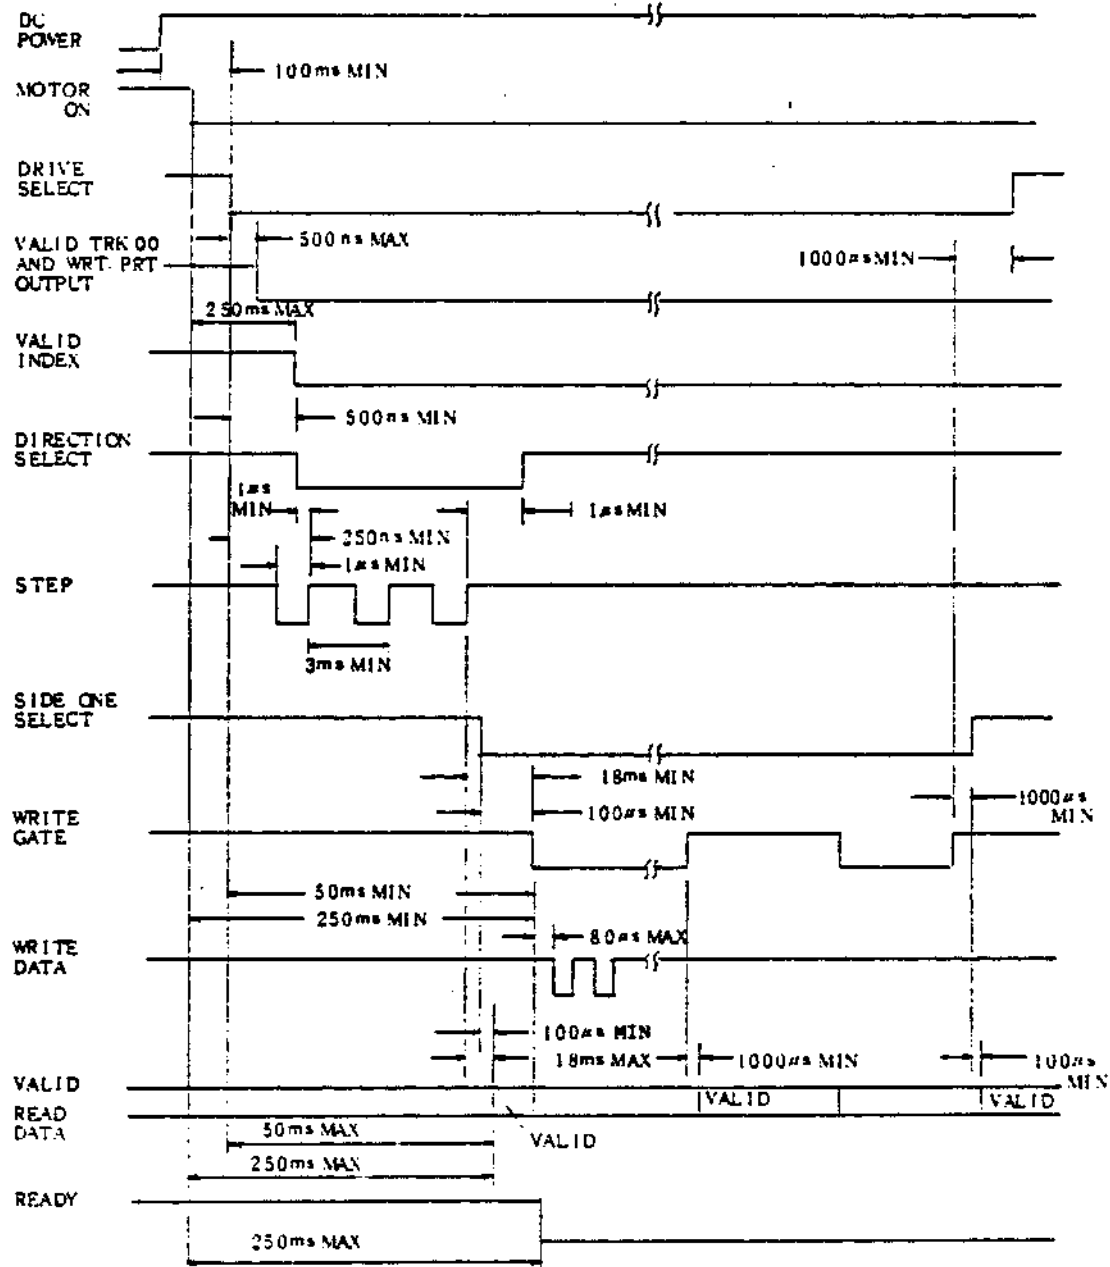 DC
POWER
100ms MIN
MOTOR
ON
DRIVE
SELECT
500ns MAX
VALID TRK 00
AND WRT. PRT
OUTPUT
1000μs MIN
250ms MAX
VALID
INDEX
500ns MIN
DIRECTION
SELECT
1μs
MIN
1μs MIN
250ns MIN
1μs MIN
STEP
3ms MIN
SIDE ONE
SELECT
18ms MIN
100μs MIN
1000μs
MIN
WRITE
GATE
50ms MIN
250ms MIN
8.0μs MAX
WRITE
DATA
100μs MIN
18ms MAX
1000μs MIN
100μs
MIN
VALID
READ
DATA
VALID
VALID
VALID
50ms MAX
250ms MAX
READY
250ms MAX